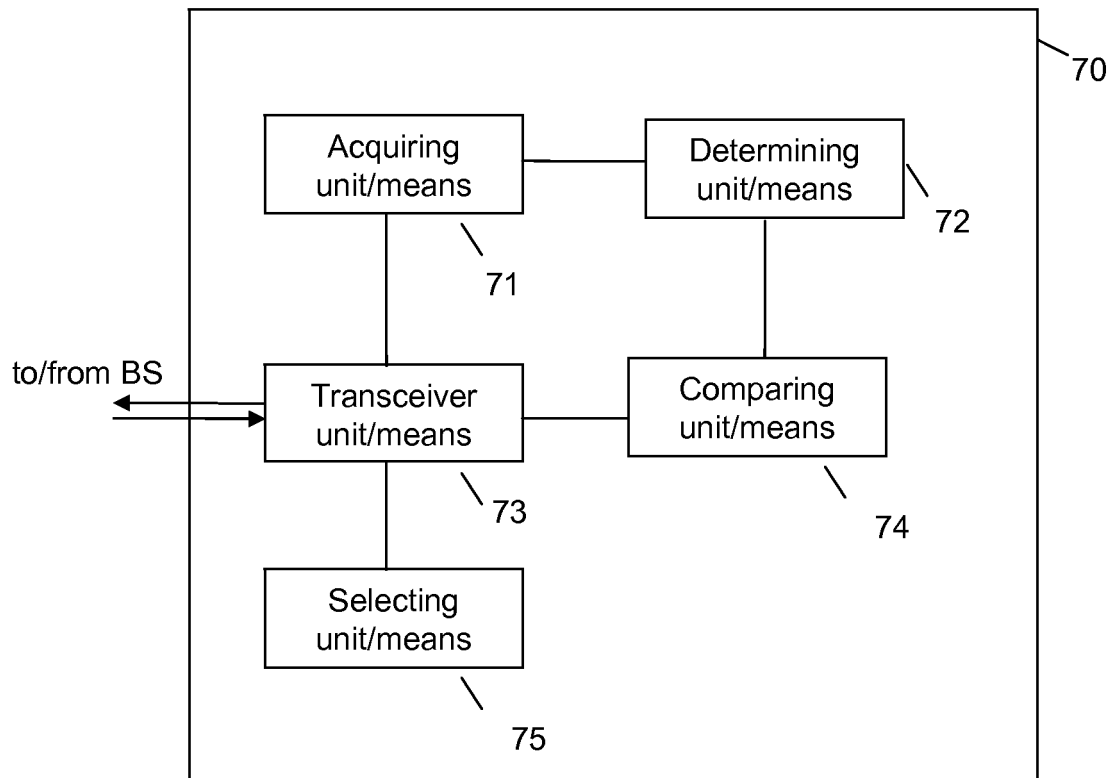 70
Acquiring
unit/means
Determining
unit/means
72
71
to/from BS
Transceiver
unit/means
Comparing
unit/means
73
74
Selecting
unit/means
75